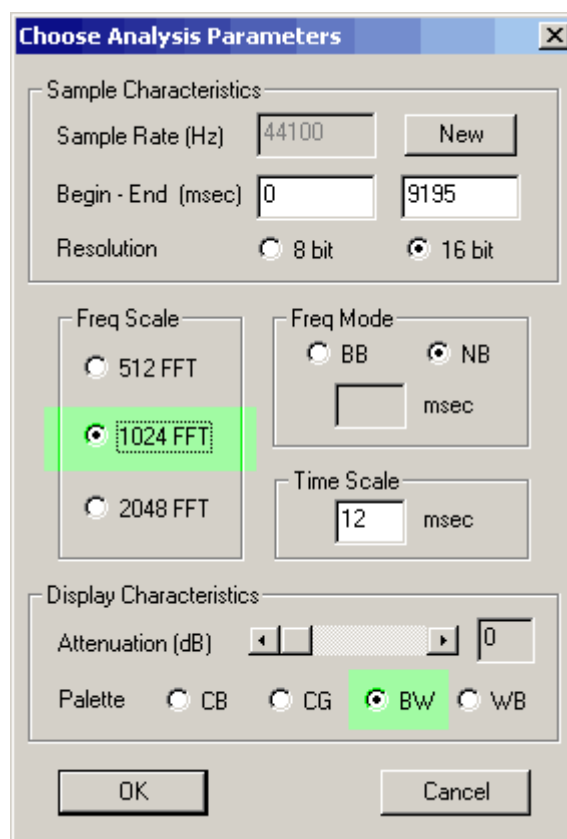 Choose Analysis Parameters
Sample Characteristics
Sample Rate (Hz) 44100 New
Begin - End (msec) 0 9195
Resolution 8 bit 16 bit
Freq Scale
512 FFT
1024 FFT
2048 FFT
Freq Mode
BB NB
msec
Time Scale
12 msec
Display Characteristics
Attenuation (dB) 0
Palette CB CG BW WB
OK Cancel